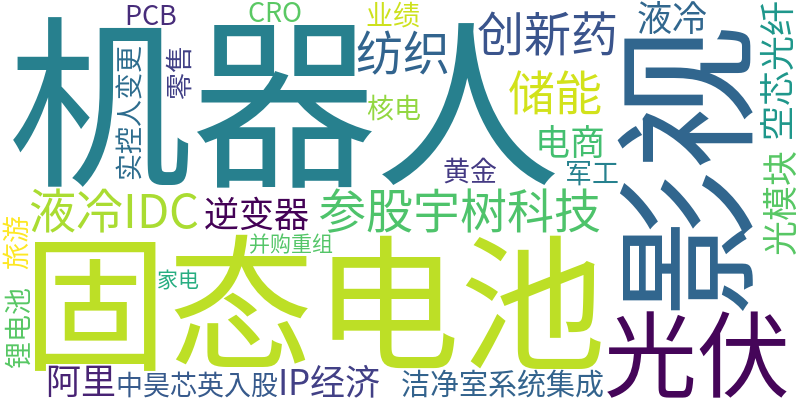 PCB
CRO
业绩
液冷
机器人
纺织
创新药
影视
空芯光纤
零售
实控人变更
核电
储能
电商
黄金
军工
光模块
液冷IDC
逆变器
参股宇树科技
旅游
并购重组
固态电池
家电
锂电池
光伏
阿里
中昊芯英入股
IP经济
洁净室系统集成